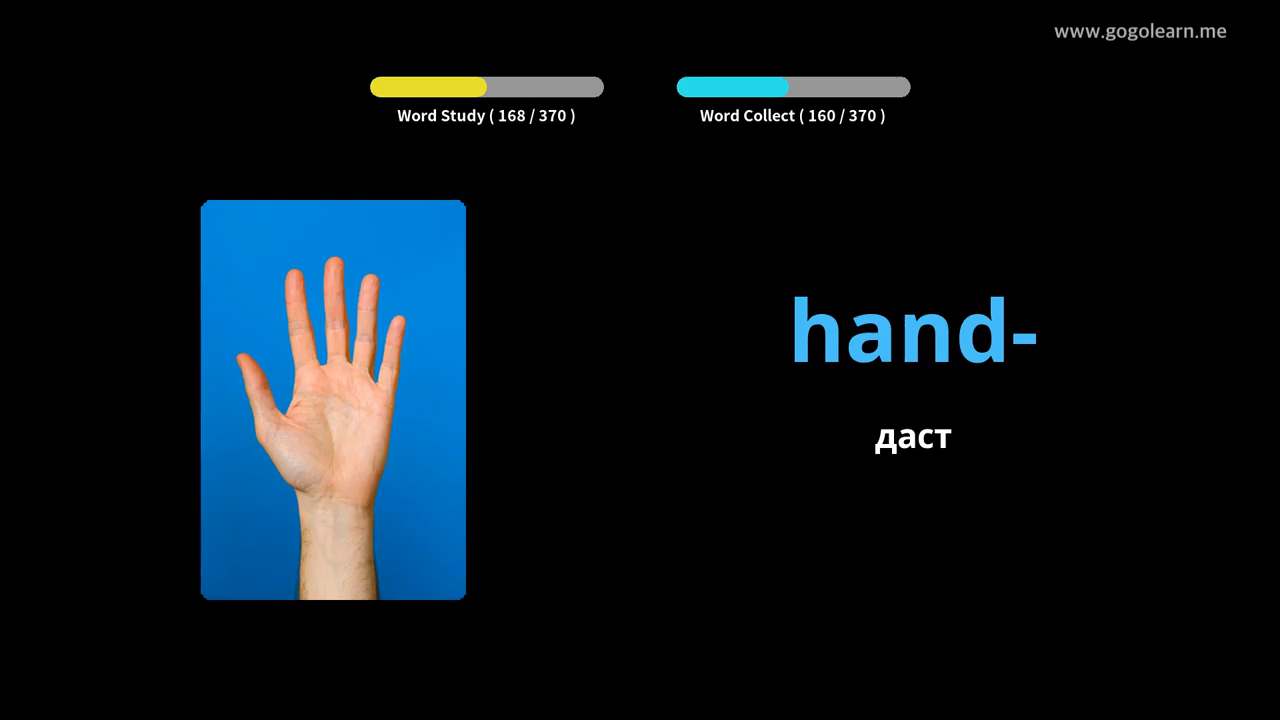 www.gogolearn.me
Word Study ( 168 / 370 )
Word Collect ( 160 / 370 )
hand-
даст